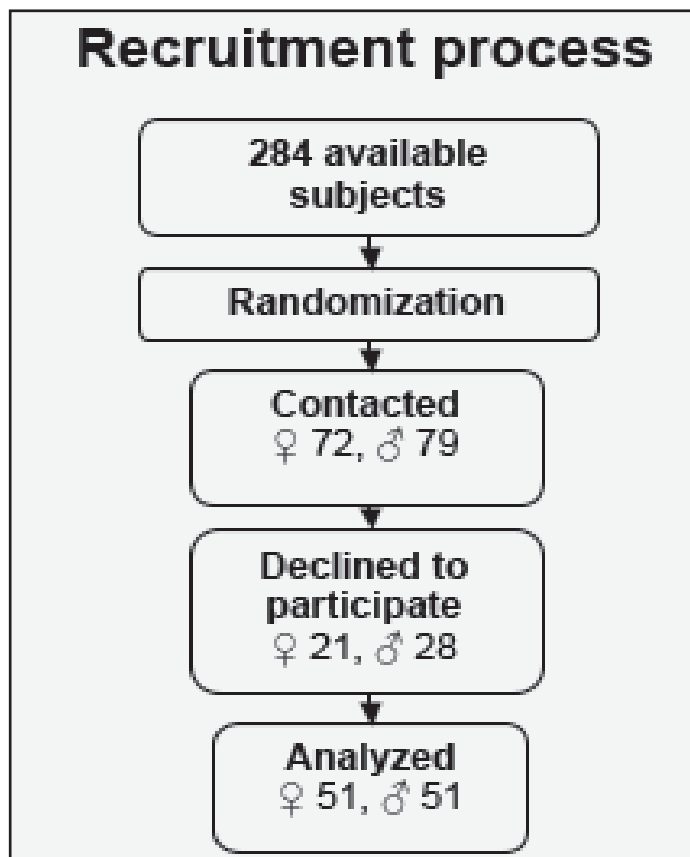 Recruitment process
284 available
subjects
Randomization
Contacted
♀ 72, ♂ 79
Declined to
participate
♀ 21, ♂ 28
Analyzed
♀ 51, ♂ 51